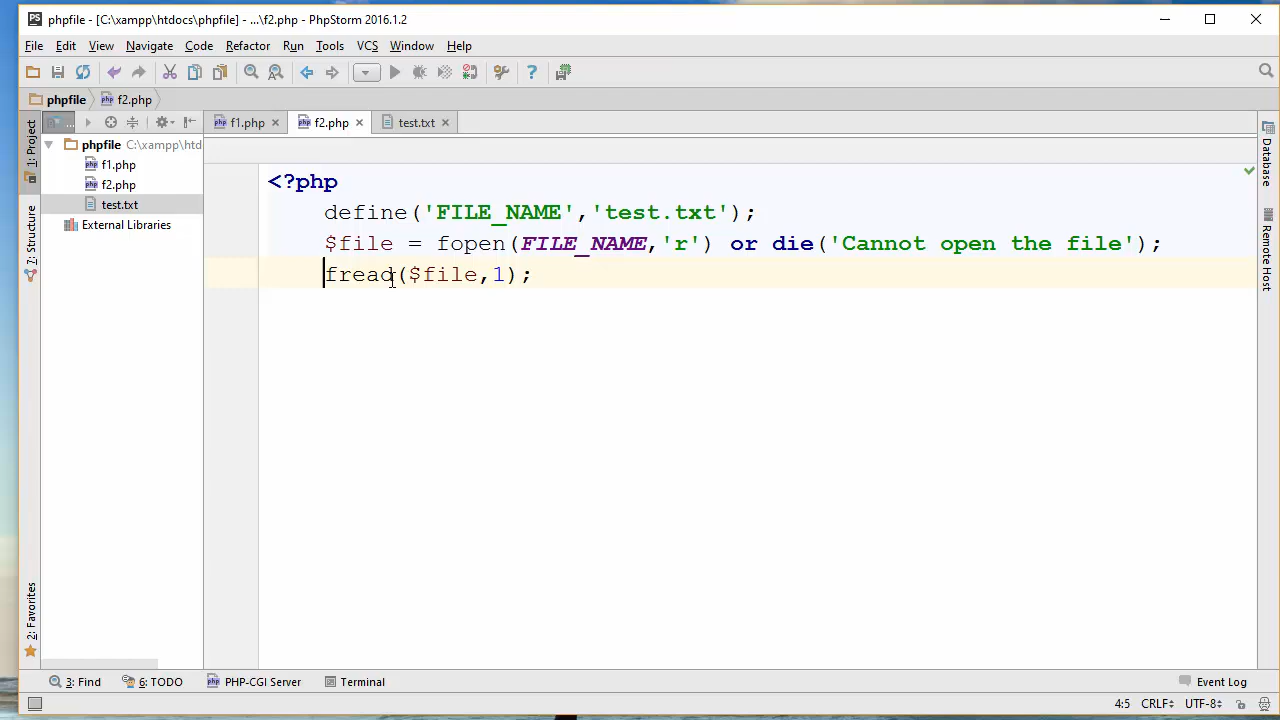 PS phpfile - [C:\xampp\htdocs\phpfile] - ...\f2.php - PhpStorm 2016.1.2
File Edit View Navigate Code Refactor Run Tools VCS Window Help
phpfile f2.php
f1.php f2.php test.txt
1: Project
7: Structure
2: Favorites
phpfile C:\xampp\htd
f1.php
f2.php
test.txt
External Libraries
<?php
define('FILE_NAME','test.txt');
$file = fopen(FILE_NAME,'r') or die('Cannot open the file');
fread($file,1);
Database
Remote Host
3: Find 6: TODO PHP-CGI Server Terminal Event Log
4:5 CRLF UTF-8